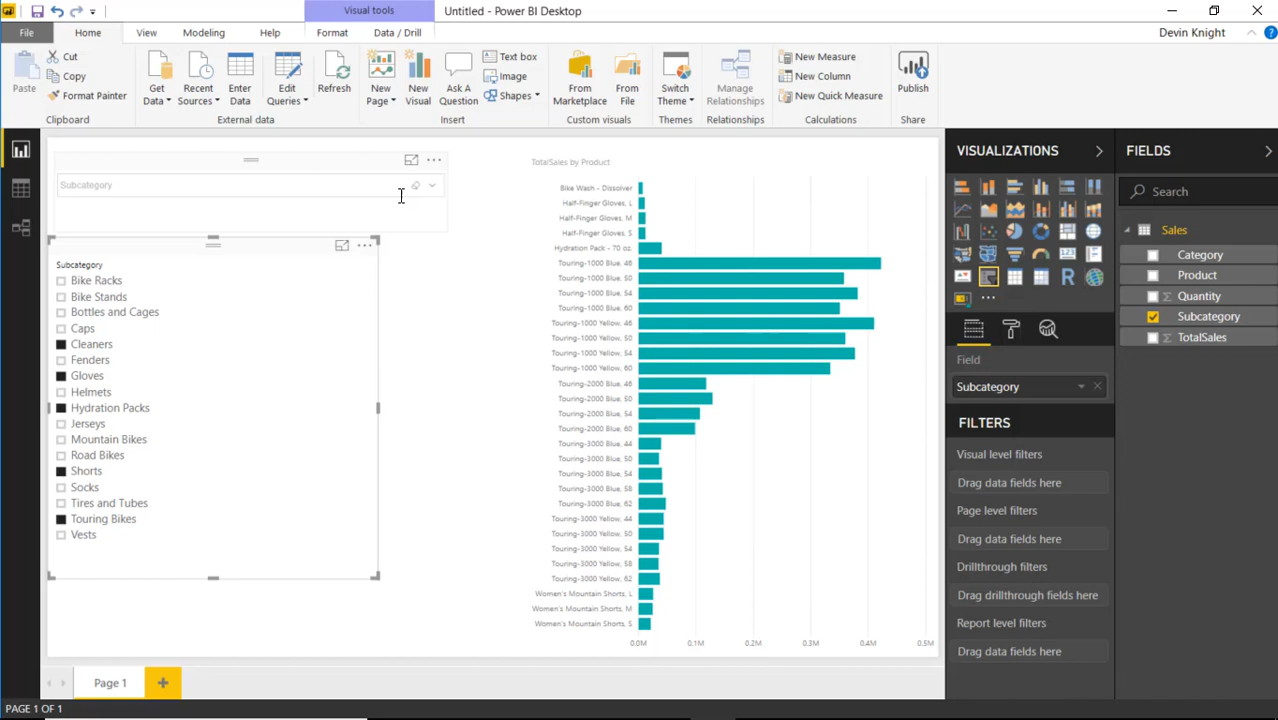 Visual tools
Untitled - Power BI Desktop
File
Home
View
Modeling
Help
Format
Data / Drill
Devin Knight
Paste
Cut
Copy
Format Painter
Clipboard
Get Data
Recent Sources
Enter Data
Edit Queries
Refresh
External data
New Page
New Visual
Ask A Question
Text box
Image
Shapes
Insert
From Marketplace
From File
Custom visuals
Switch Theme
Themes
Manage Relationships
Relationships
New Measure
New Column
New Quick Measure
Calculations
Publish
Share
Subcategory
Subcategory
Bike Racks
Bike Stands
Bottles and Cages
Caps
Cleaners
Fenders
Gloves
Helmets
Hydration Packs
Jerseys
Mountain Bikes
Road Bikes
Shorts
Socks
Tires and Tubes
Touring Bikes
Vests
TotalSales by Product
Bike Wash - Dissolver
Half-Finger Gloves, L
Half-Finger Gloves, M
Half-Finger Gloves, S
Hydration Pack - 70 oz.
Touring-1000 Blue, 46
Touring-1000 Blue, 50
Touring-1000 Blue, 54
Touring-1000 Blue, 60
Touring-1000 Yellow, 46
Touring-1000 Yellow, 50
Touring-1000 Yellow, 54
Touring-1000 Yellow, 60
Touring-2000 Blue, 46
Touring-2000 Blue, 50
Touring-2000 Blue, 54
Touring-2000 Blue, 60
Touring-3000 Blue, 44
Touring-3000 Blue, 50
Touring-3000 Blue, 54
Touring-3000 Blue, 58
Touring-3000 Blue, 62
Touring-3000 Yellow, 44
Touring-3000 Yellow, 50
Touring-3000 Yellow, 54
Touring-3000 Yellow, 58
Touring-3000 Yellow, 62
Women's Mountain Shorts, L
Women's Mountain Shorts, M
Women's Mountain Shorts, S
0.0M 0.1M 0.2M 0.3M 0.4M 0.5M
VISUALIZATIONS
R
Field
Subcategory
FILTERS
Visual level filters
Drag data fields here
Page level filters
Drag data fields here
Drillthrough filters
Drag drillthrough fields here
Report level filters
Drag data fields here
FIELDS
Search
Sales
Category
Product
Σ Quantity
Subcategory
Σ TotalSales
Page 1
PAGE 1 OF 1